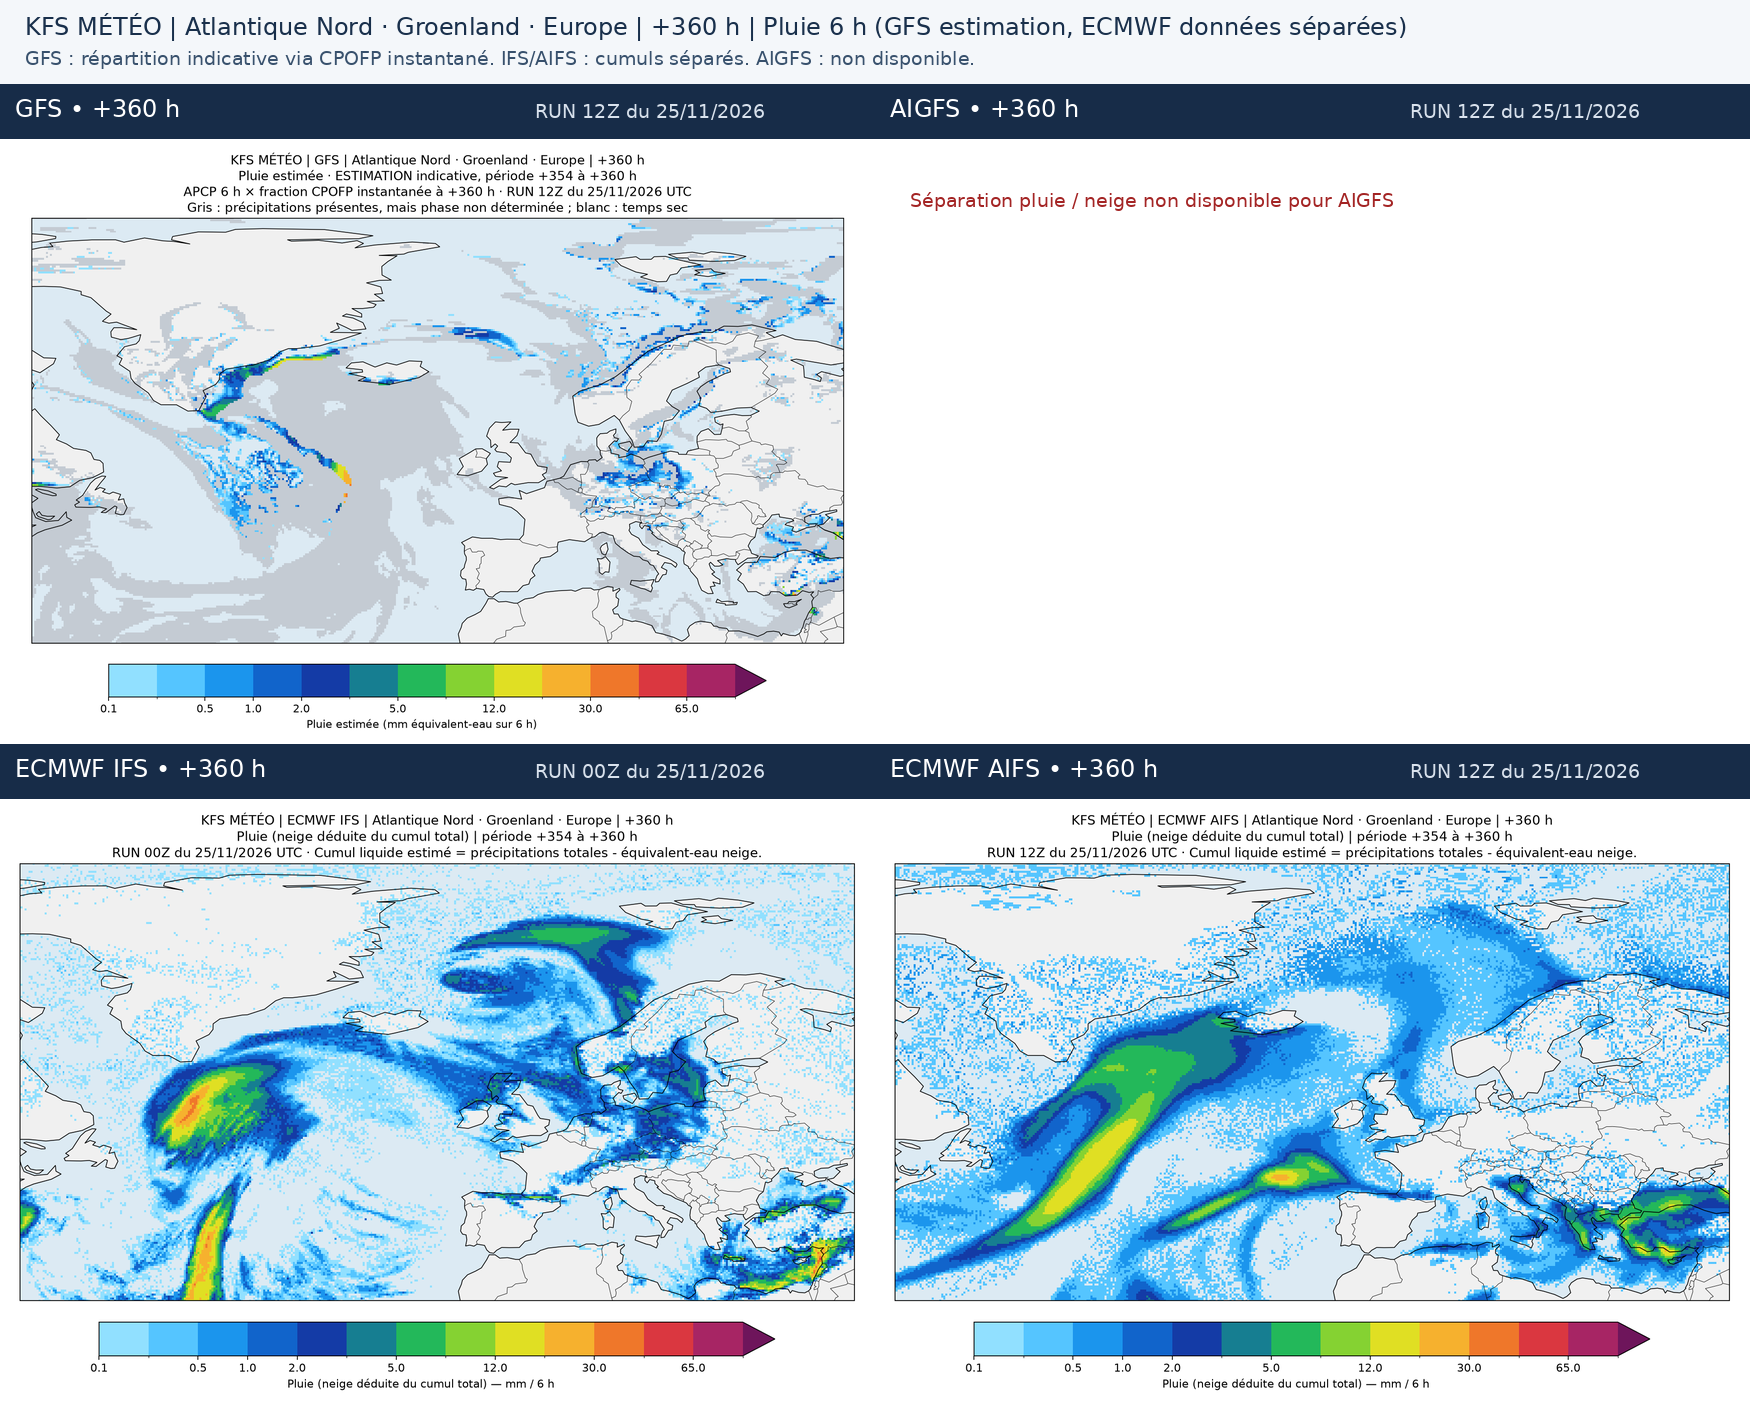 KFS MÉTÉO | Atlantique Nord · Groenland · Europe | +360 h | Pluie 6 h (GFS estimation, ECMWF données séparées)
GFS : répartition indicative via CPOFP instantané. IFS/AIFS : cumuls séparés. AIGFS : non disponible.
GFS • +360 h
RUN 12Z du 25/11/2026
AIGFS • +360 h
RUN 12Z du 25/11/2026
KFS MÉTÉO | GFS | Atlantique Nord · Groenland · Europe | +360 h
Pluie estimée · ESTIMATION indicative, période +354 à +360 h
APCP 6 h × fraction CPOFP instantanée à +360 h · RUN 12Z du 25/11/2026 UTC
Gris : précipitations présentes, mais phase non déterminée ; blanc : temps sec
Séparation pluie / neige non disponible pour AIGFS
0.1 0.5 1.0 2.0 5.0 12.0 30.0 65.0
Pluie estimée (mm équivalent-eau sur 6 h)
ECMWF IFS • +360 h
RUN 00Z du 25/11/2026
ECMWF AIFS • +360 h
RUN 12Z du 25/11/2026
KFS MÉTÉO | ECMWF IFS | Atlantique Nord · Groenland · Europe | +360 h
Pluie (neige déduite du cumul total) | période +354 à +360 h
RUN 00Z du 25/11/2026 UTC · Cumul liquide estimé = précipitations totales - équivalent-eau neige.
KFS MÉTÉO | ECMWF AIFS | Atlantique Nord · Groenland · Europe | +360 h
Pluie (neige déduite du cumul total) | période +354 à +360 h
RUN 12Z du 25/11/2026 UTC · Cumul liquide estimé = précipitations totales - équivalent-eau neige.
0.1 0.5 1.0 2.0 5.0 12.0 30.0 65.0
Pluie (neige déduite du cumul total) — mm / 6 h
0.1 0.5 1.0 2.0 5.0 12.0 30.0 65.0
Pluie (neige déduite du cumul total) — mm / 6 h